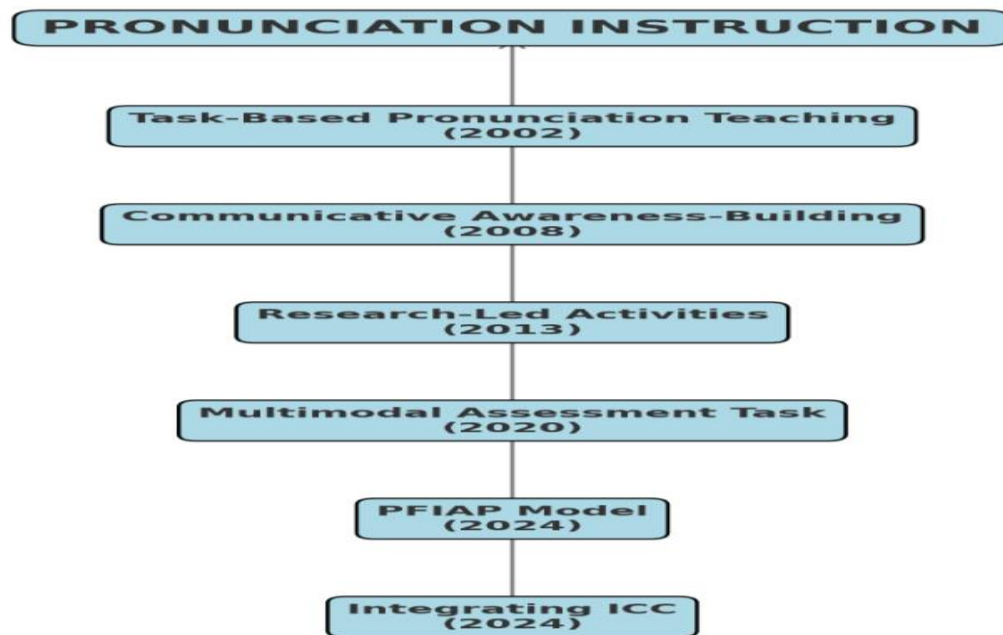 PRONUNCIATION INSTRUCTION
Task-Based Pronunciation Teaching
(2002)
Communicative Awareness-Building
(2008)
Research-Led Activities
(2013)
Multimodal Assessment Task
(2020)
PFIAP Model
(2024)
Integrating ICC
(2024)